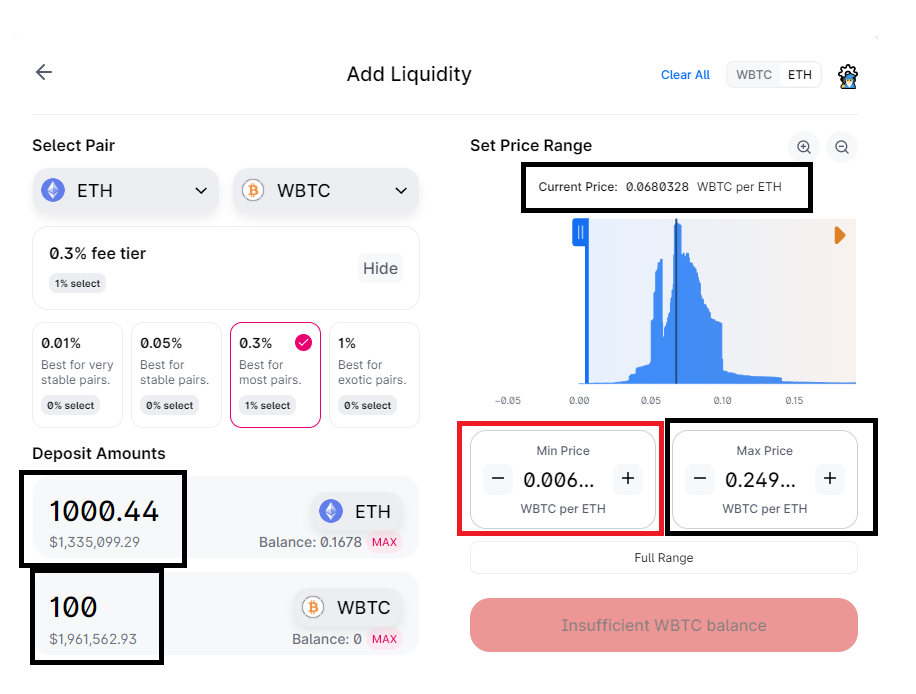 Add Liquidity
Clear All
WBTC ETH
Select Pair
ETH
WBTC
0.3% fee tier
1% select
Hide
0.01%
Best for very
stable pairs.
0% select
0.05%
Best for
stable pairs.
0% select
0.3%
Best for
most pairs.
1% select
1%
Best for
exotic pairs.
0% select
Deposit Amounts
1000.44
ETH
$1,335,099.29
Balance: 0.1678 MAX
100
WBTC
$1,961,562.93
Balance: 0 MAX
Set Price Range
Current Price: 0.0680328 WBTC per ETH
−0.05 0.00 0.05 0.10 0.15
Min Price
− 0.006... +
WBTC per ETH
Max Price
− 0.249... +
WBTC per ETH
Full Range
Insufficient WBTC balance